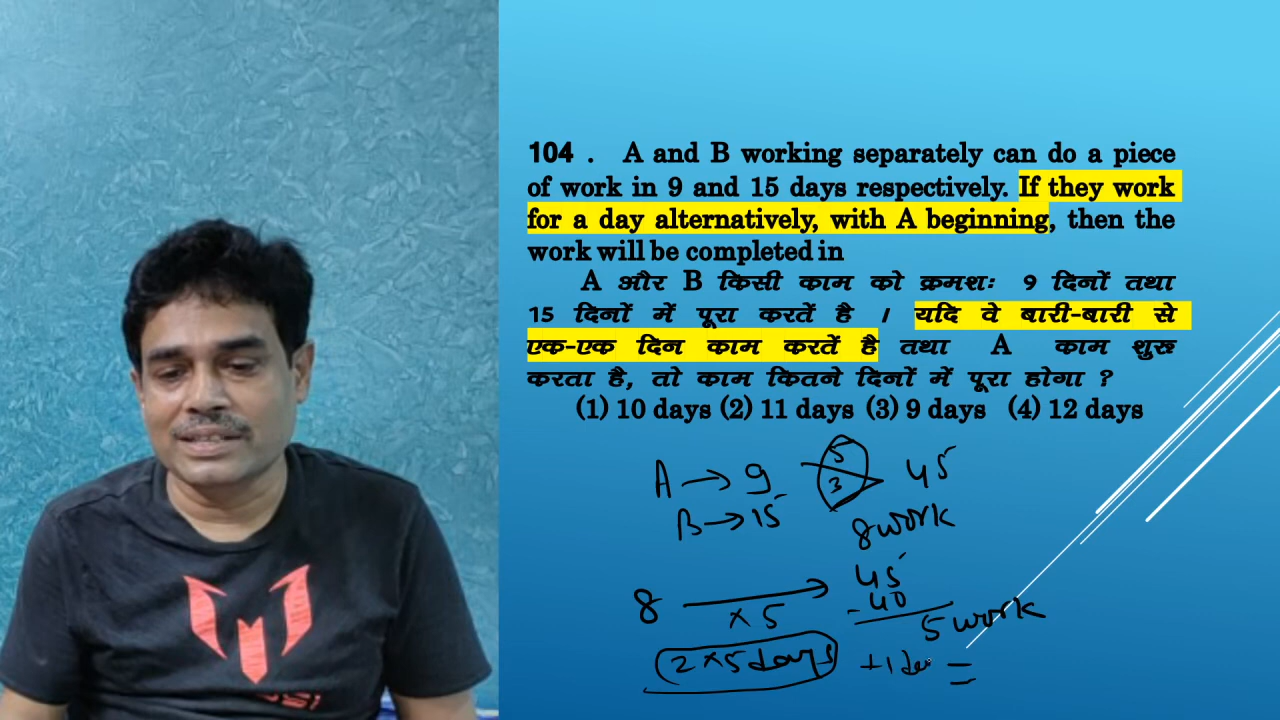 104 . A and B working separately can do a piece
of work in 9 and 15 days respectively. If they work
for a day alternatively, with A beginning, then the
work will be completed in
A और B किसी काम को क्रमशः 9 दिनों तथा
15 दिनों में पूरा करतें है । यदि वे बारी-बारी से
एक-एक दिन काम करतें है तथा A काम शुरू
करता है, तो काम कितने दिनों में पूरा होगा ?
(1) 10 days (2) 11 days (3) 9 days (4) 12 days
A → 9 5 45
B → 15 3
8 work
8 → 45
× 5 - 40
5 work
2 × 5 days + 1 =